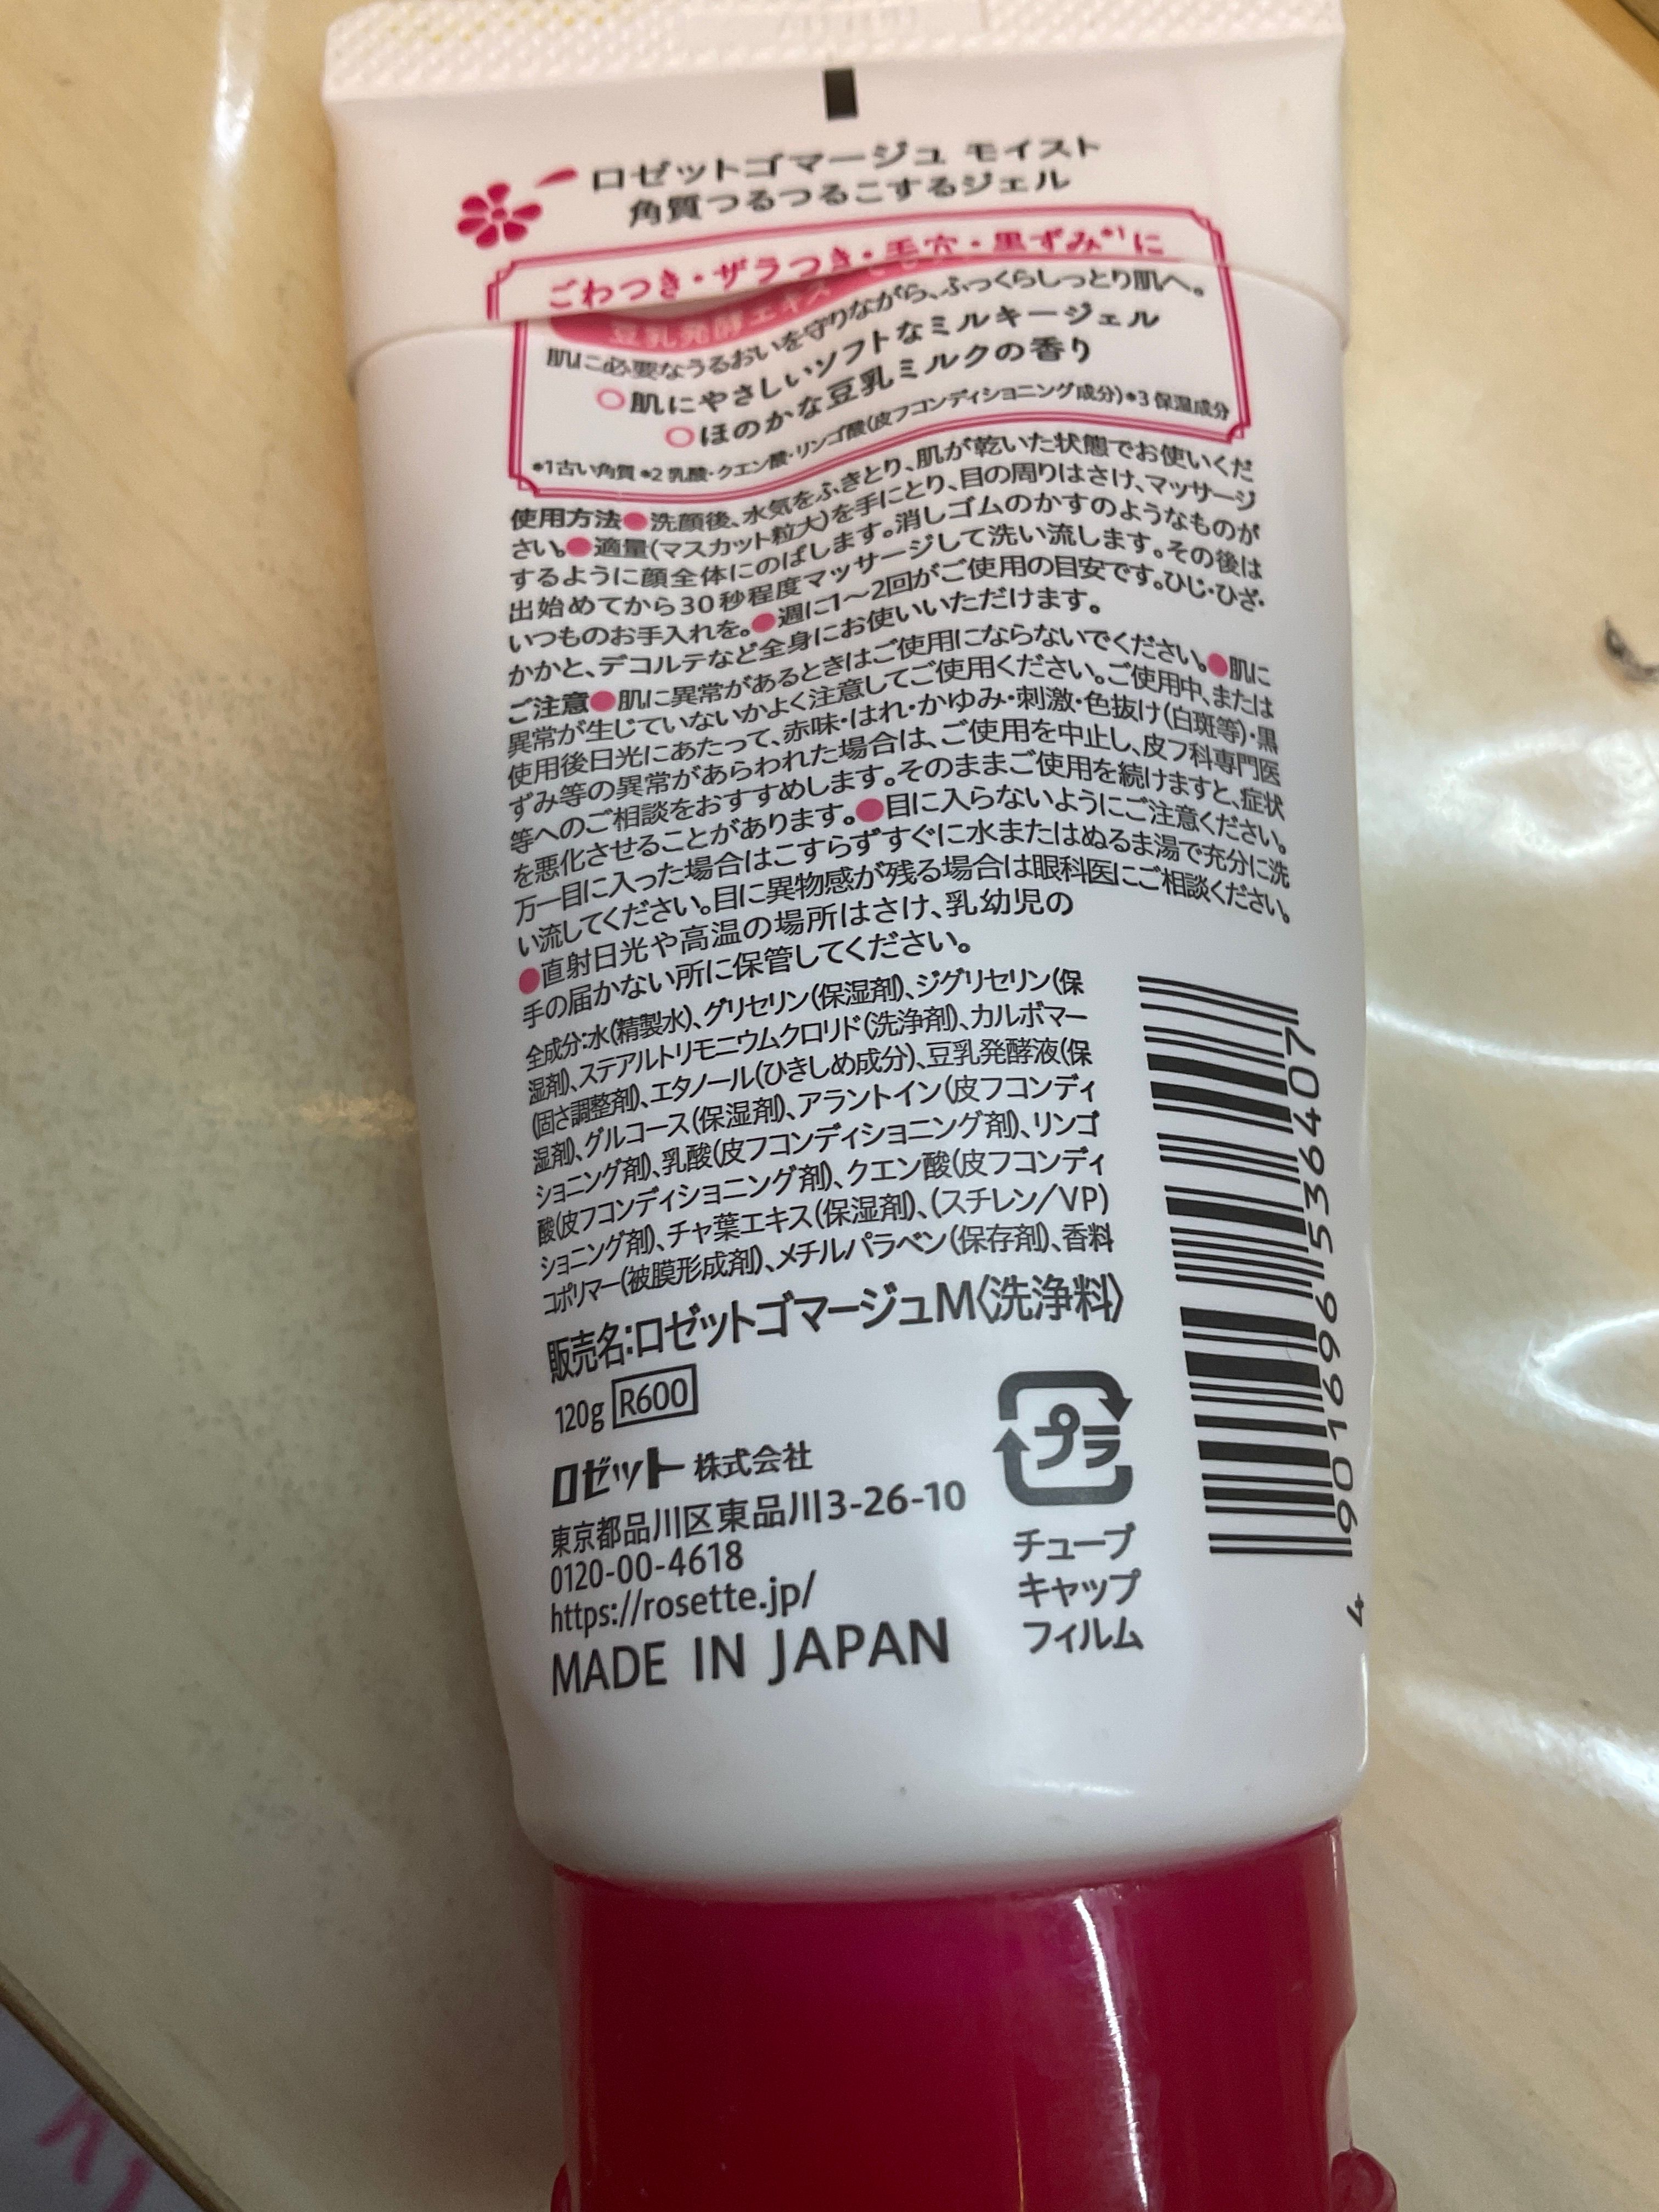 ロゼットゴマージュ モイスト
角質つるつるこするジェル
ごわつき・ザラつき・毛穴・黒ずみ*1に
豆乳発酵エキス
肌に必要なうるおいを守りながら、ふっくらしっとり肌へ。
○肌にやさしいソフトなミルキージェル
○ほのかな豆乳ミルクの香り
*1古い角質 *2 乳酸・クエン酸・リンゴ酸(皮フコンディショニング成分) *3 保湿成分
使用方法●洗顔後、水気をふきとり、肌が乾いた状態でお使いくだ
さい。●適量(マスカット粒大)を手にとり、目の周りはさけ、マッサージ
するように顔全体にのばします。消しゴムのかすのようなものが
出始めてから30秒程度マッサージして洗い流します。その後は
いつものお手入れを。●週に1～2回がご使用の目安です。ひじ・ひざ・
かかと、デコルテなど全身にお使いいただけます。
ご注意●肌に異常があるときはご使用にならないでください。●肌に
異常が生じていないかよく注意してご使用ください。ご使用中、または
使用後日光にあたって、赤味・はれ・かゆみ・刺激・色抜け(白斑等)・黒
ずみ等の異常があらわれた場合は、ご使用を中止し、皮フ科専門医
等へのご相談をおすすめします。そのままご使用を続けますと、症状
を悪化させることがあります。●目に入らないようにご注意ください。
万一目に入った場合はこすらずすぐに水またはぬるま湯で充分に洗
い流してください。目に異物感が残る場合は眼科医にご相談ください。
●直射日光や高温の場所はさけ、乳幼児の
手の届かない所に保管してください。
全成分:水(精製水)、グリセリン(保湿剤)、ジグリセリン(保
湿剤)、ステアルトリモニウムクロリド(洗浄剤)、カルボマー
(固さ調整剤)、エタノール(ひきしめ成分)、豆乳発酵液(保
湿剤)、グルコース(保湿剤)、アラントイン(皮フコンディ
ショニング剤)、乳酸(皮フコンディショニング剤)、リンゴ
酸(皮フコンディショニング剤)、クエン酸(皮フコンディ
ショニング剤)、チャ葉エキス(保湿剤)、(スチレン/VP)
コポリマー(被膜形成剤)、メチルパラベン(保存剤)、香料
販売名:ロゼットゴマージュM〈洗浄料〉
120g R600
ロゼット株式会社
東京都品川区東品川3-26-10
0120-00-4618
https://rosette.jp/
MADE IN JAPAN
プラ
チューブ
キャップ
フィルム
4 901696536407